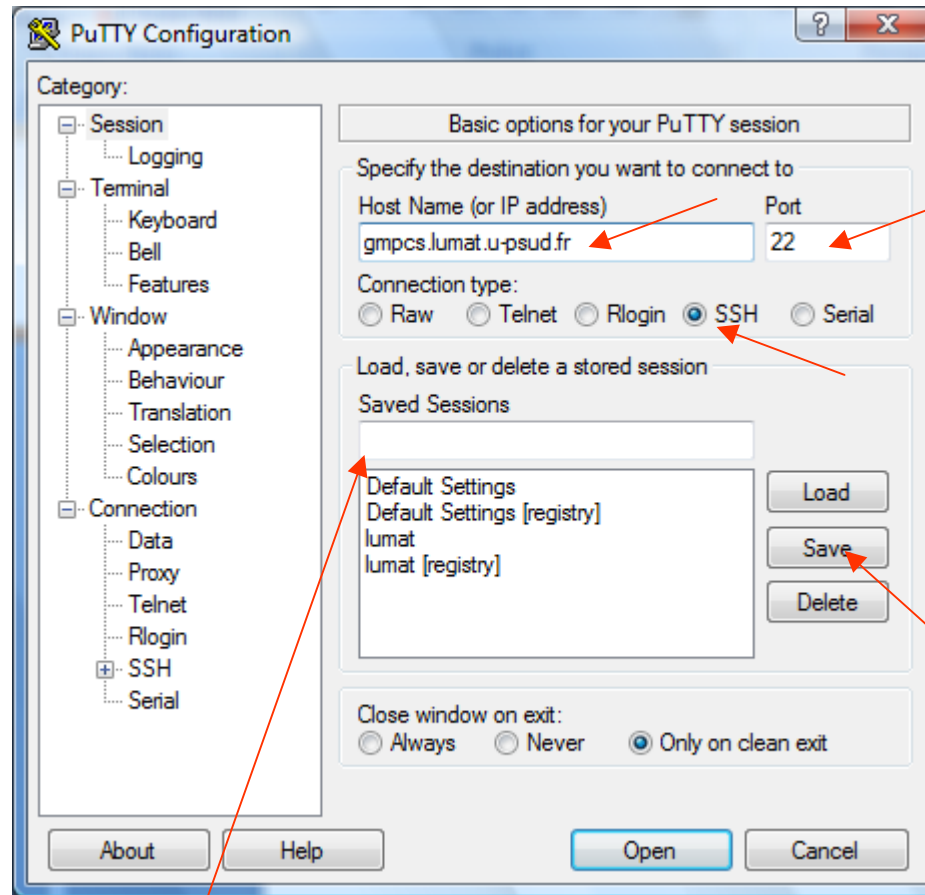 PuTTY Configuration
Category:
Session
Logging
Terminal
Keyboard
Bell
Features
Window
Appearance
Behaviour
Translation
Selection
Colours
Connection
Data
Proxy
Telnet
Rlogin
SSH
Serial
Basic options for your PuTTY session
Specify the destination you want to connect to
Host Name (or IP address) Port
gmpcs.lumat.u-psud.fr 22
Connection type:
Raw Telnet Rlogin SSH Serial
Load, save or delete a stored session
Saved Sessions
Default Settings
Default Settings [registry]
lumat
lumat [registry]
Load
Save
Delete
Close window on exit:
Always Never Only on clean exit
About Help Open Cancel